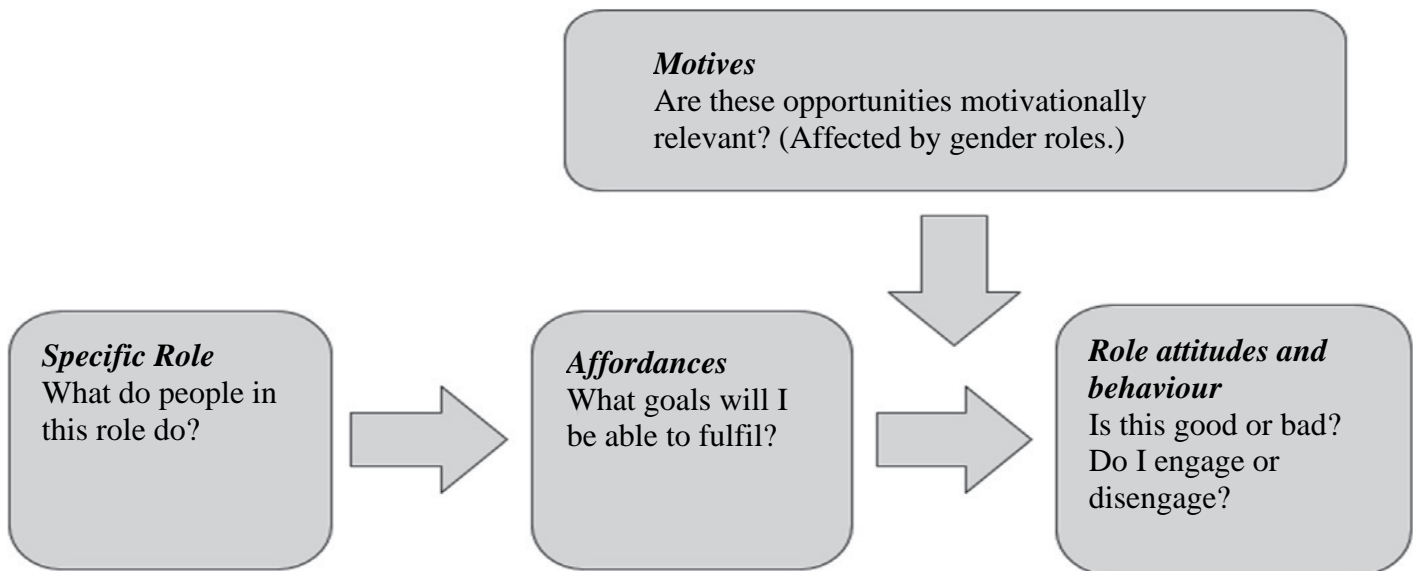 Motives
Are these opportunities motivationally
relevant? (Affected by gender roles.)
Specific Role
What do people in
this role do?
Affordances
What goals will I
be able to fulfil?
Role attitudes and
behaviour
Is this good or bad?
Do I engage or
disengage?